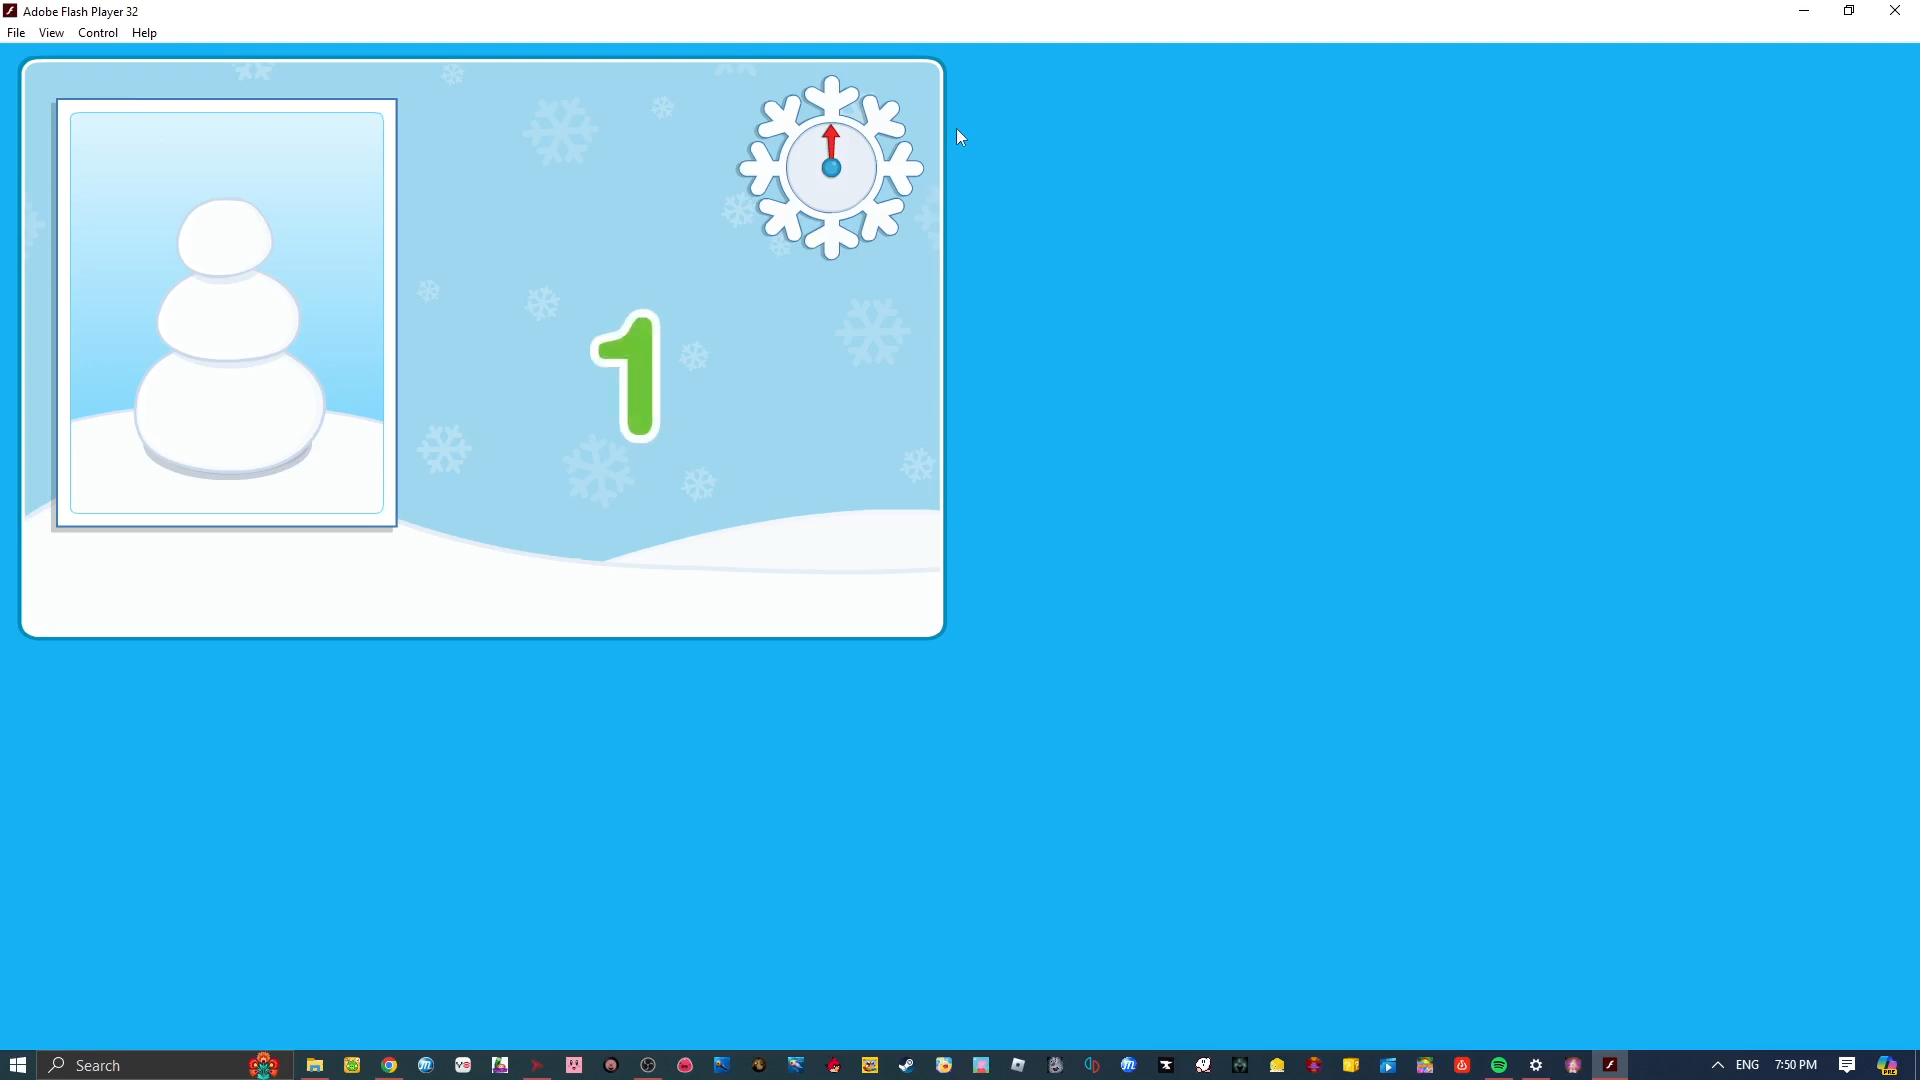 Adobe Flash Player 32
File View Control Help
1
Search
ENG 7:50 PM